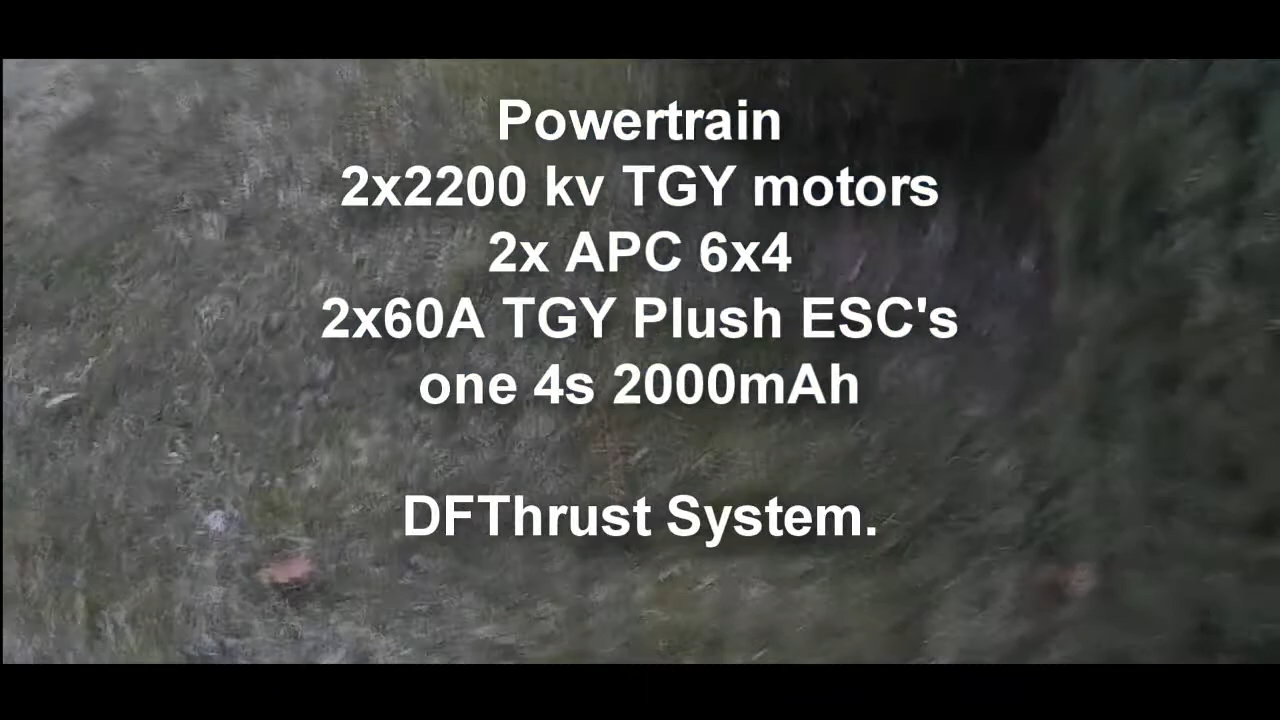 Powertrain
2x2200 kv TGY motors
2x APC 6x4
2x60A TGY Plush ESC's
one 4s 2000mAh
DFThrust System.